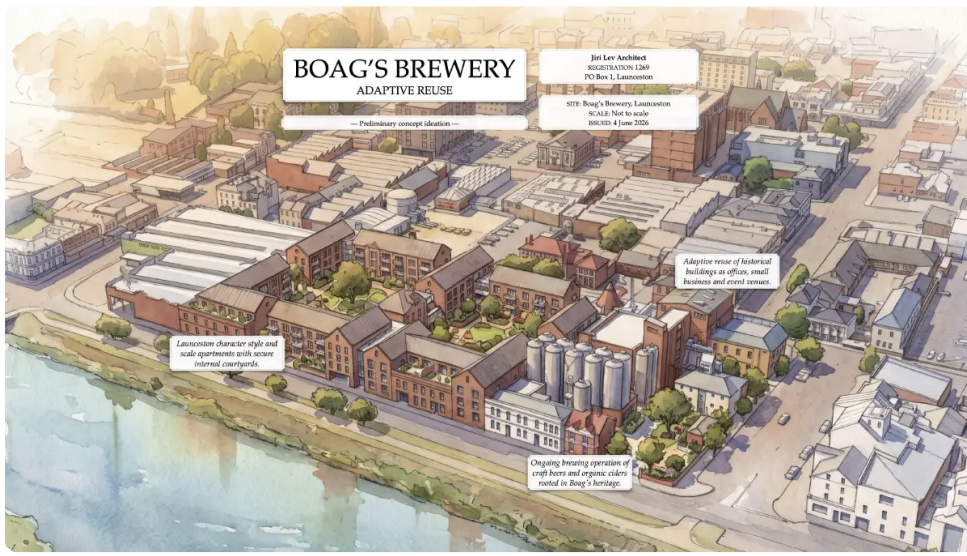 BOAG'S BREWERY
ADAPTIVE REUSE
— Preliminary concept ideation —
Jiri Lev Architect
REGISTRATION 1269
PO Box 1, Launceston
SITE: Boag's Brewery, Launceston
SCALE: Not to scale
ISSUED: 4 June 2026
Adaptive reuse of historical
buildings as offices, small
business and event venues.
Launceston character style and
scale apartments with secure
internal courtyards.
Ongoing brewing operation of
craft beers and organic ciders
rooted in Boag's heritage.